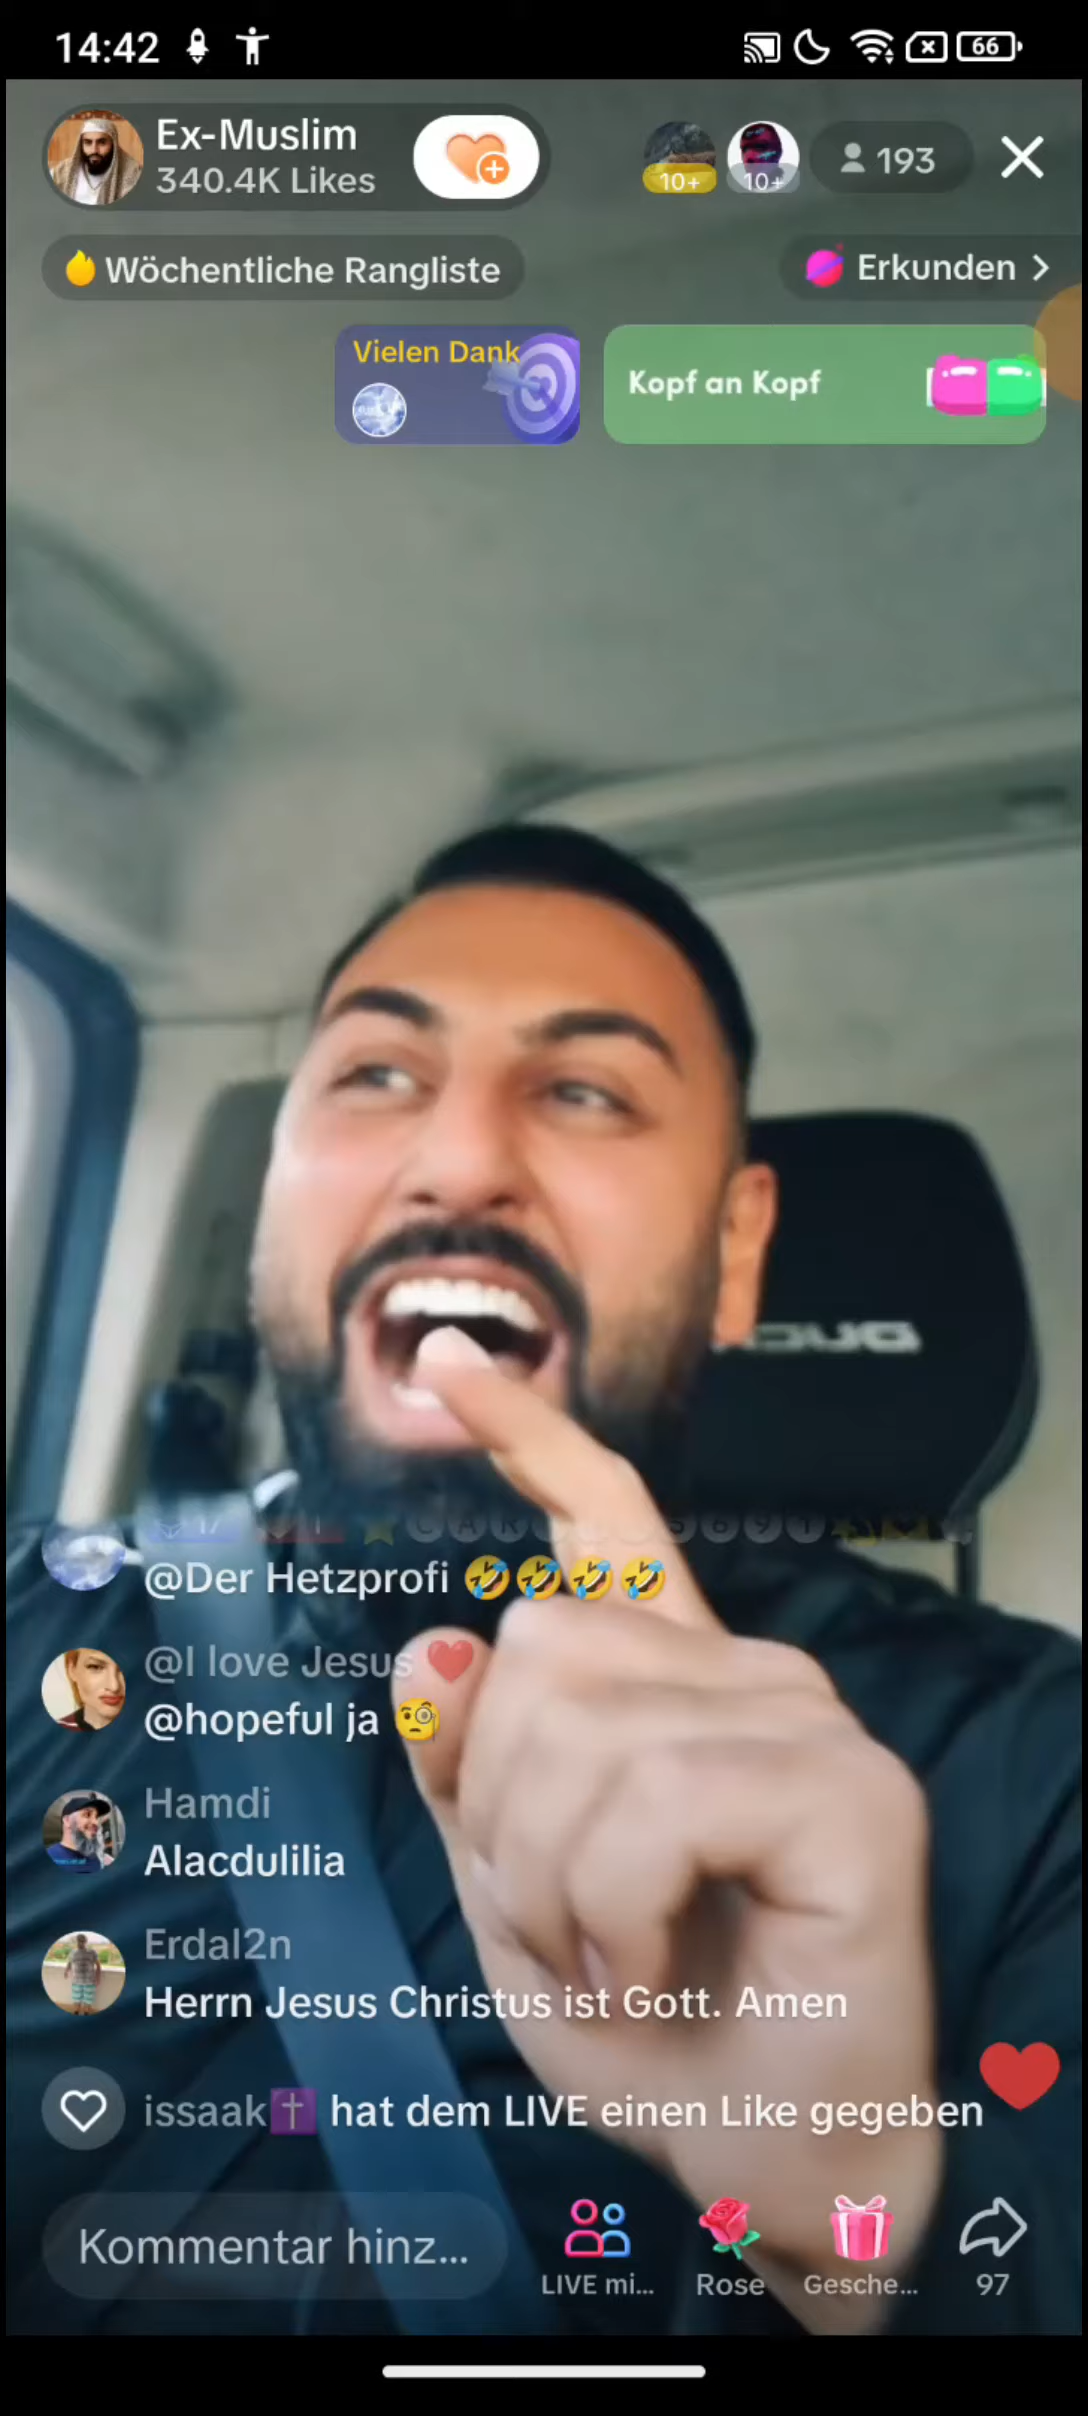 14:42
66
Ex-Muslim
340.4K Likes
10+
10+
193
Wöchentliche Rangliste
Erkunden >
Vielen Dank
Kopf an Kopf
@Der Hetzprofi 🤣🤣🤣🤣
@I love Jesus ❤️
@hopeful ja 🧐
Hamdi
Alacdulilia
Erdal2n
Herrn Jesus Christus ist Gott. Amen
issaak✝️ hat dem LIVE einen Like gegeben
Kommentar hinz...
LIVE mi...
Rose
Gesche...
97